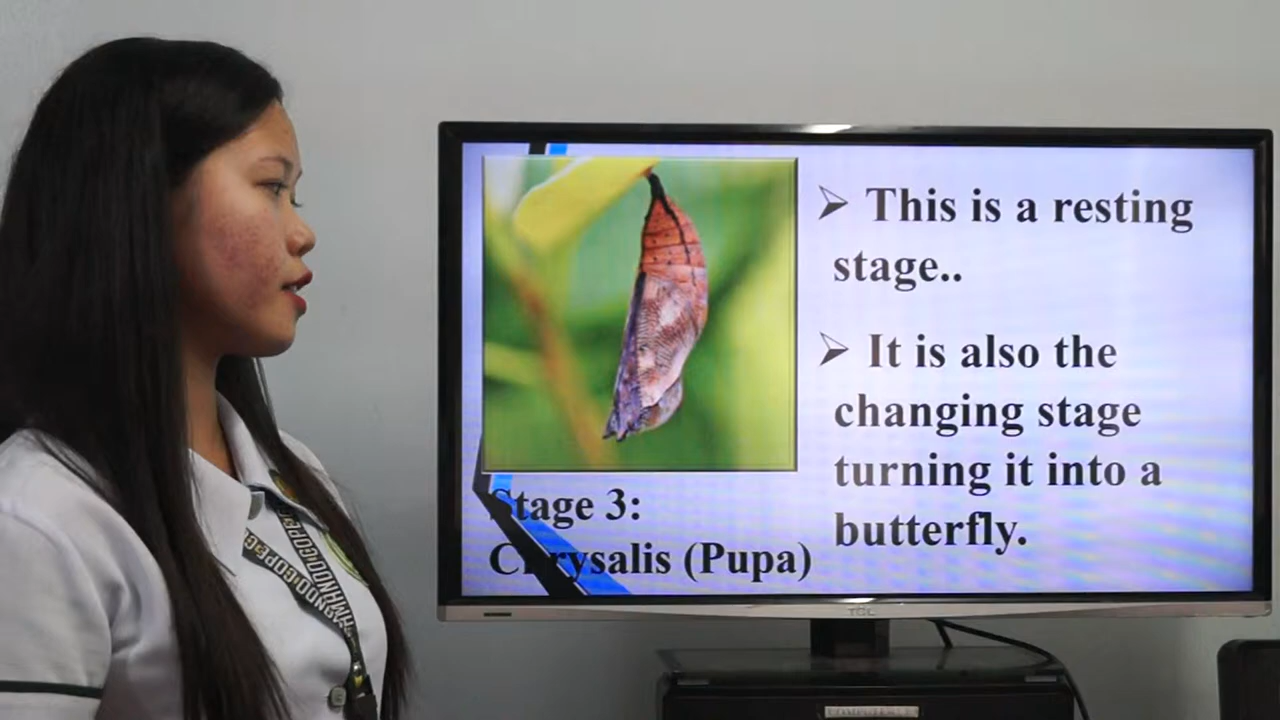 This is a resting
stage..
It is also the
changing stage
turning it into a
butterfly.
Stage 3:
Chrysalis (Pupa)
TCL